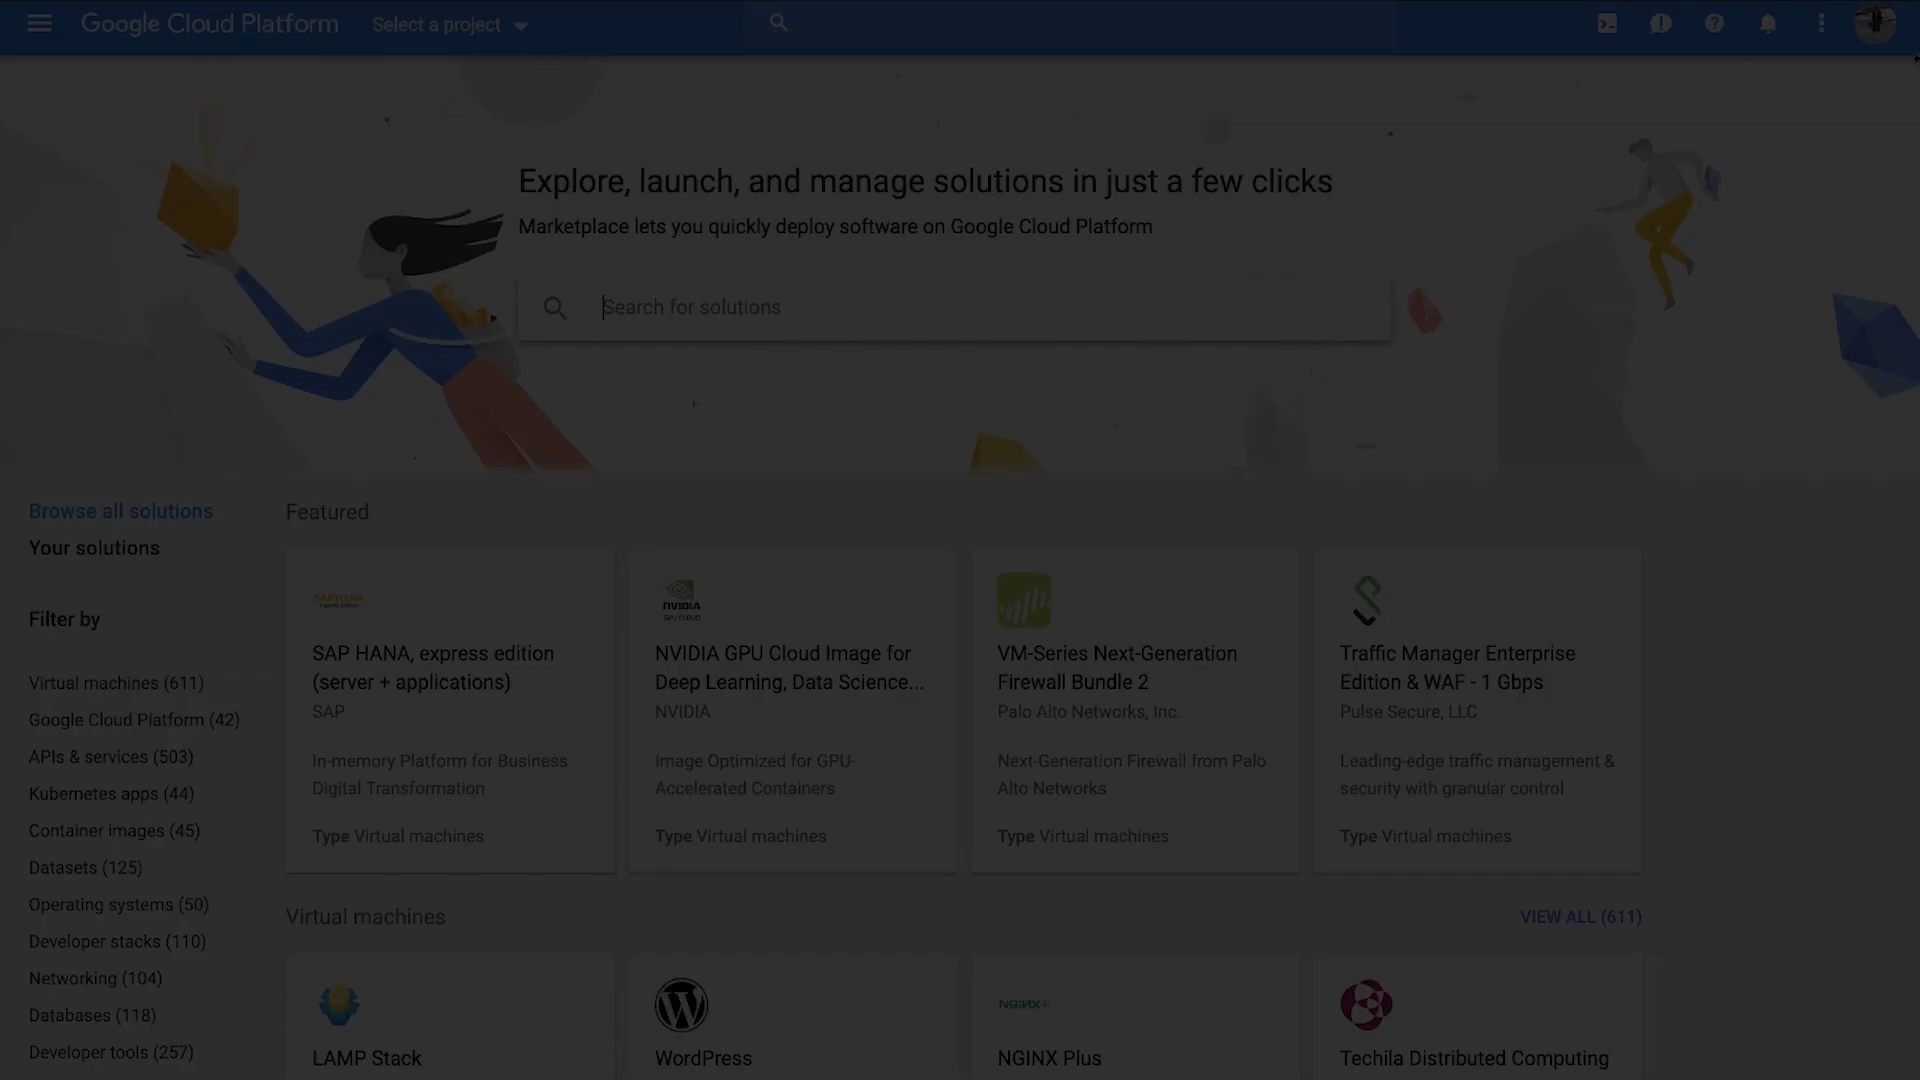 Google Cloud Platform
Select a project
Explore, launch, and manage solutions in just a few clicks
Marketplace lets you quickly deploy software on Google Cloud Platform
Search for solutions
Browse all solutions
Your solutions
Filter by
Virtual machines (611)
Google Cloud Platform (42)
APIs & services (503)
Kubernetes apps (44)
Container images (45)
Datasets (125)
Operating systems (50)
Developer stacks (110)
Networking (104)
Databases (118)
Developer tools (257)
Featured
SAP HANA
SAP HANA, express edition
(server + applications)
SAP
In-memory Platform for Business
Digital Transformation
Type Virtual machines
NVIDIA
GPU CLOUD
NVIDIA GPU Cloud Image for
Deep Learning, Data Science...
NVIDIA
Image Optimized for GPU-
Accelerated Containers
Type Virtual machines
VM-Series Next-Generation
Firewall Bundle 2
Palo Alto Networks, Inc.
Next-Generation Firewall from Palo
Alto Networks
Type Virtual machines
Traffic Manager Enterprise
Edition & WAF - 1 Gbps
Pulse Secure, LLC
Leading-edge traffic management &
security with granular control
Type Virtual machines
Virtual machines
VIEW ALL (611)
LAMP Stack
WordPress
NGINX+
NGINX Plus
Techila Distributed Computing